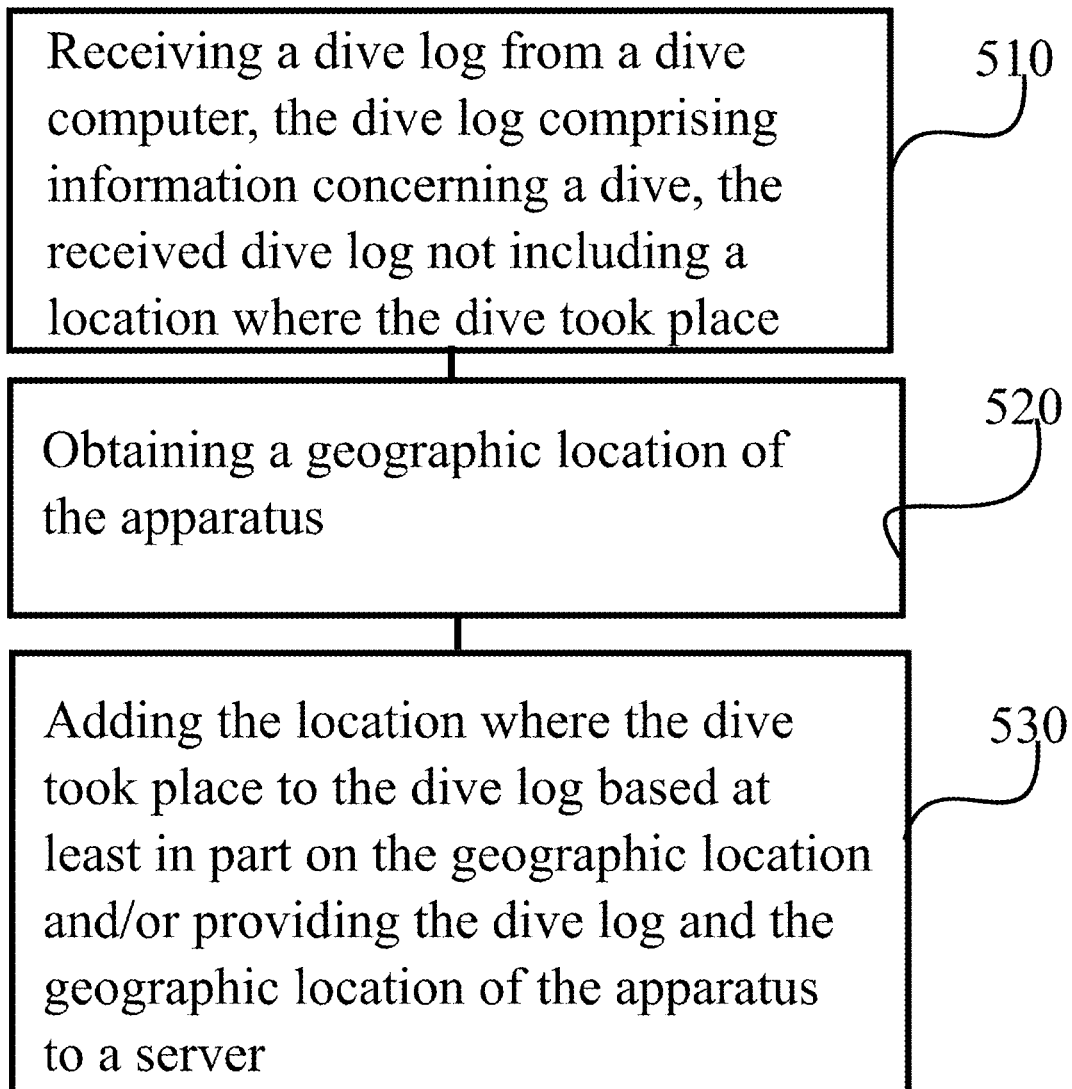 Receiving a dive log from a dive
computer, the dive log comprising
information concerning a dive, the
received dive log not including a
location where the dive took place
510
Obtaining a geographic location of
the apparatus
520
Adding the location where the dive
took place to the dive log based at
least in part on the geographic location
and/or providing the dive log and the
geographic location of the apparatus
to a server
530